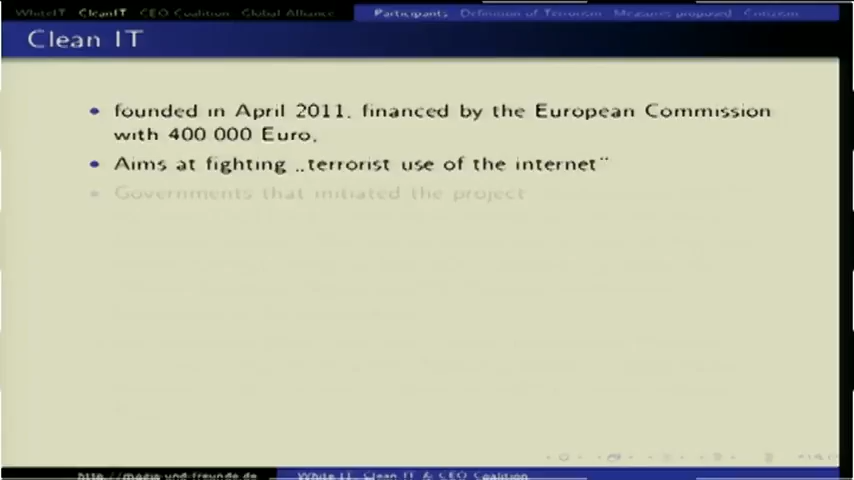 WhiteIT CleanIT CEO Coalition Global Alliance Participants Definition of Terrorism Measures proposed Criticism
Clean IT
• founded in April 2011, financed by the European Commission
with 400 000 Euro,
• Aims at fighting „terrorist use of the internet“
• Governments that initiated the project
White IT, Clean IT & CEO Coalition